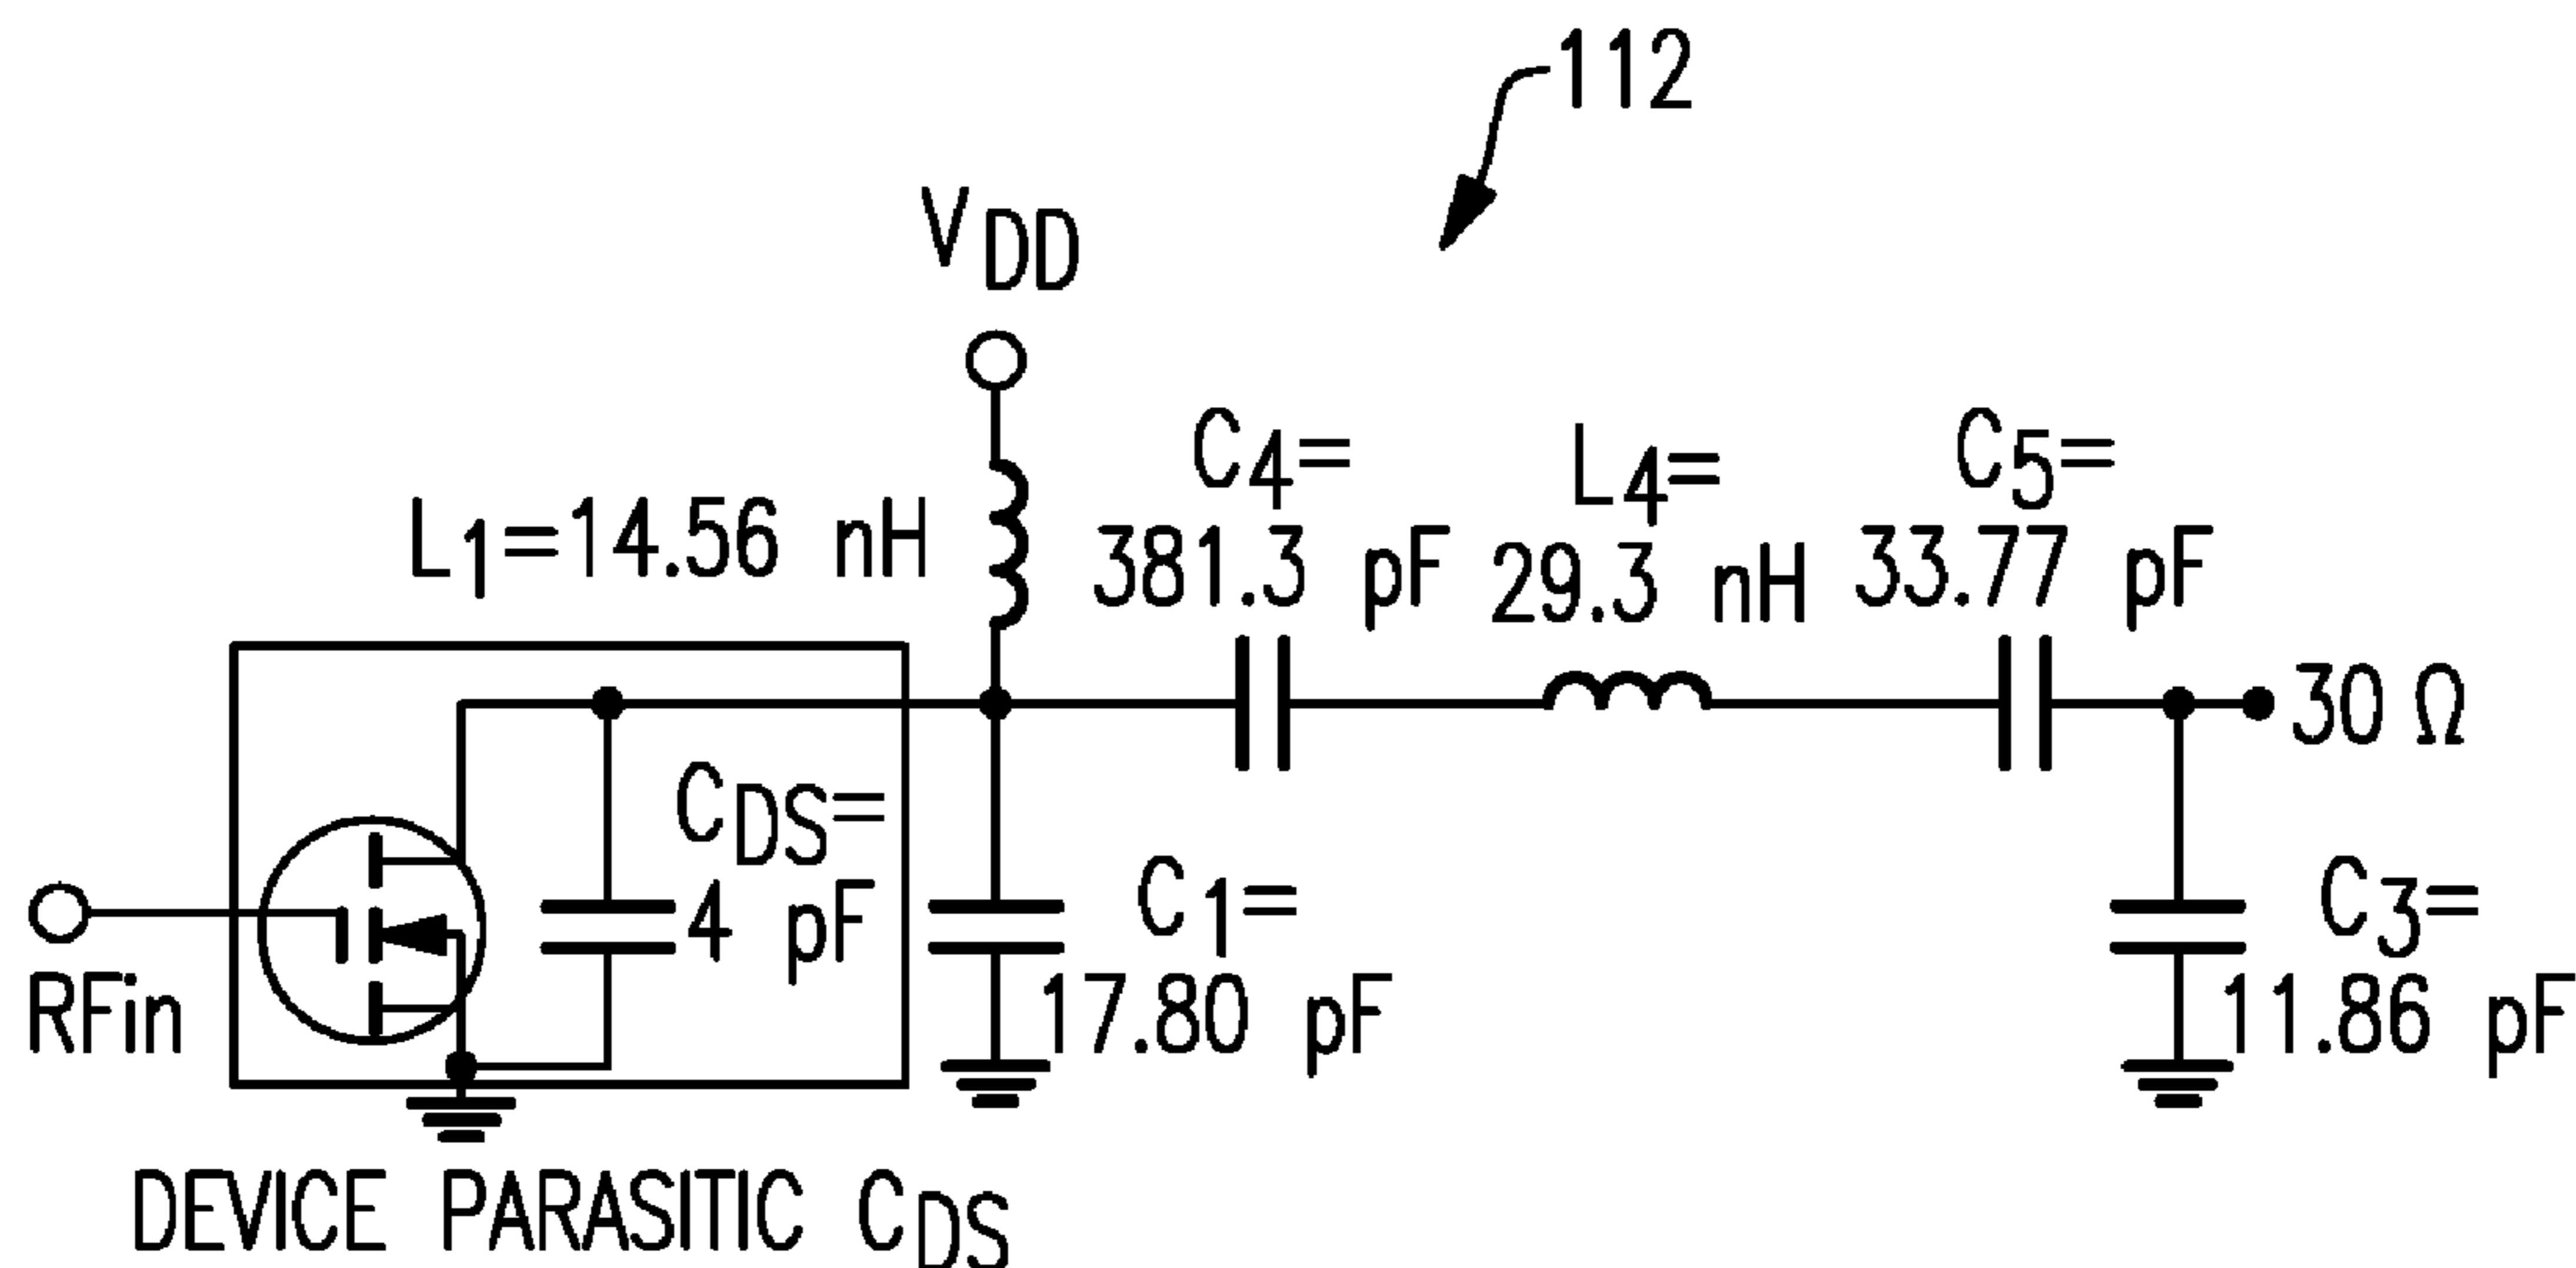 112
VDD
C4=
381.3 pF
L4=
29.3 nH
C5=
33.77 pF
L1=14.56 nH
30 Ω
CDS=
4 pF
C1=
17.80 pF
C3=
11.86 pF
RFin
DEVICE PARASITIC CDS